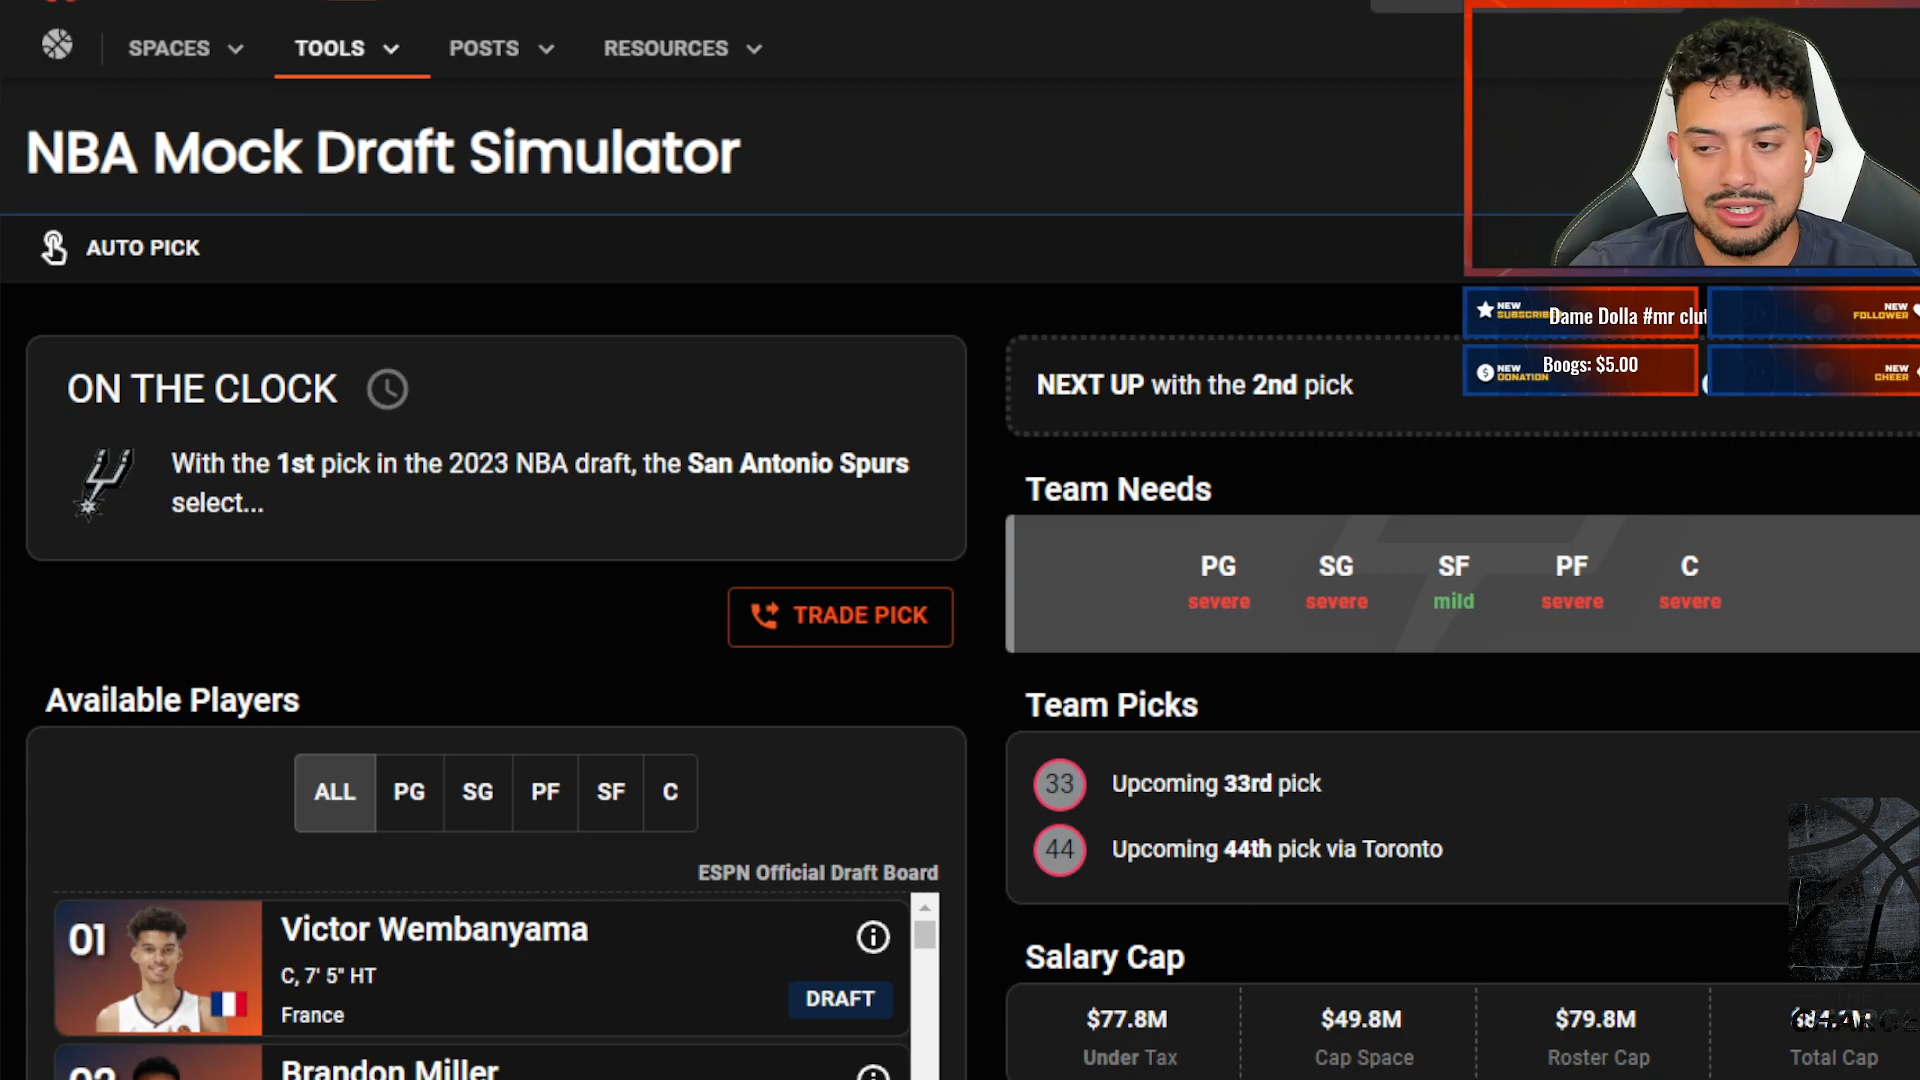 SPACES
TOOLS
POSTS
RESOURCES
NBA Mock Draft Simulator
AUTO PICK
NEW
Dame Dolla #mr clut
NEW
FOLLOWER
NEW
DONATION
Boogs: $5.00
NEW
CHEER
ON THE CLOCK
With the 1st pick in the 2023 NBA draft, the San Antonio Spurs
select...
NEXT UP with the 2nd pick
TRADE PICK
Team Needs
PG SG SF PF C
severe severe mild severe severe
Available Players
ALL PG SG PF SF C
ESPN Official Draft Board
01
Victor Wembanyama
C, 7' 5" HT
France
DRAFT
Brandon Miller
Team Picks
33 Upcoming 33rd pick
44 Upcoming 44th pick via Toronto
Salary Cap
$77.8M $49.8M $79.8M
Under Tax Cap Space Roster Cap Total Cap